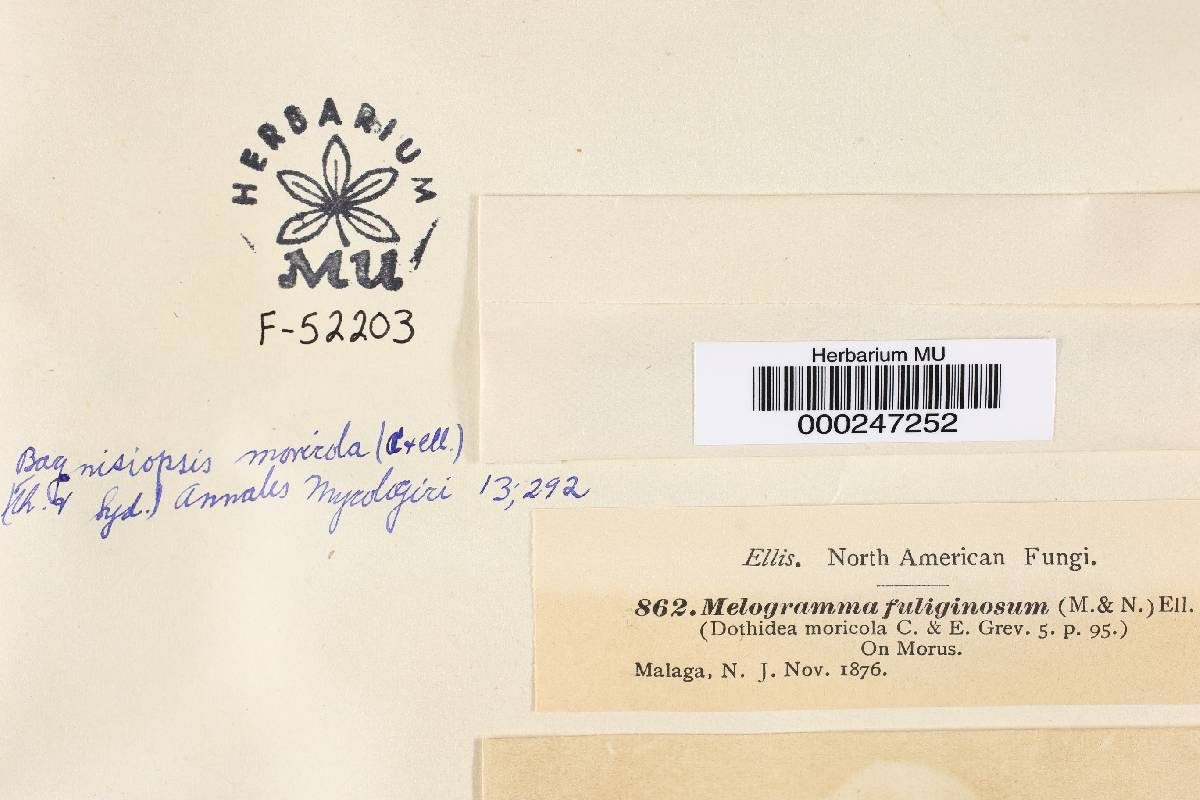 HERBARIUM
MU
F-52203
Bagnisiopsis moricola (C + Ell.)
(Th. & Syd.) Annales Mycologici 13; 292
Herbarium MU
000247252
Ellis. North American Fungi.
862. Melogramma fuliginosum (M. & N.) Ell.
(Dothidea moricola C. & E. Grev. 5. p. 95.)
On Morus.
Malaga, N. J. Nov. 1876.